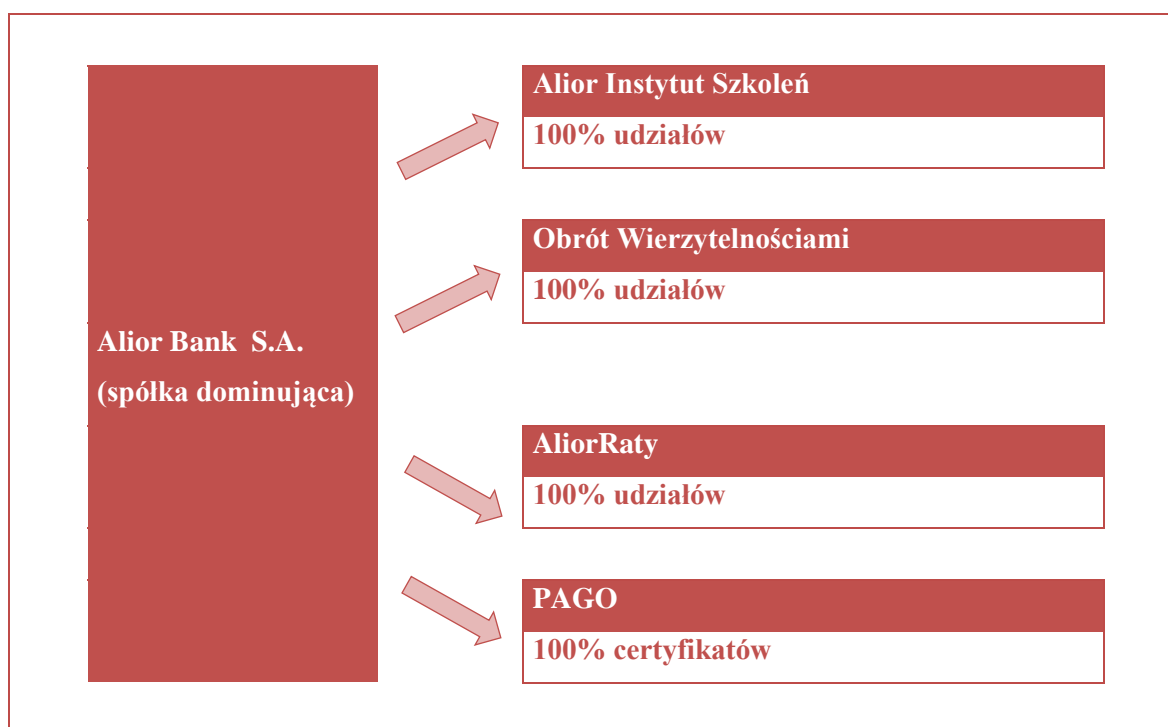 Alior Bank S.A.
(spółka dominująca)
Alior Instytut Szkoleń
100% udziałów
Obrót Wierzytelnościami
100% udziałów
AliorRaty
100% udziałów
PAGO
100% certyfikatów